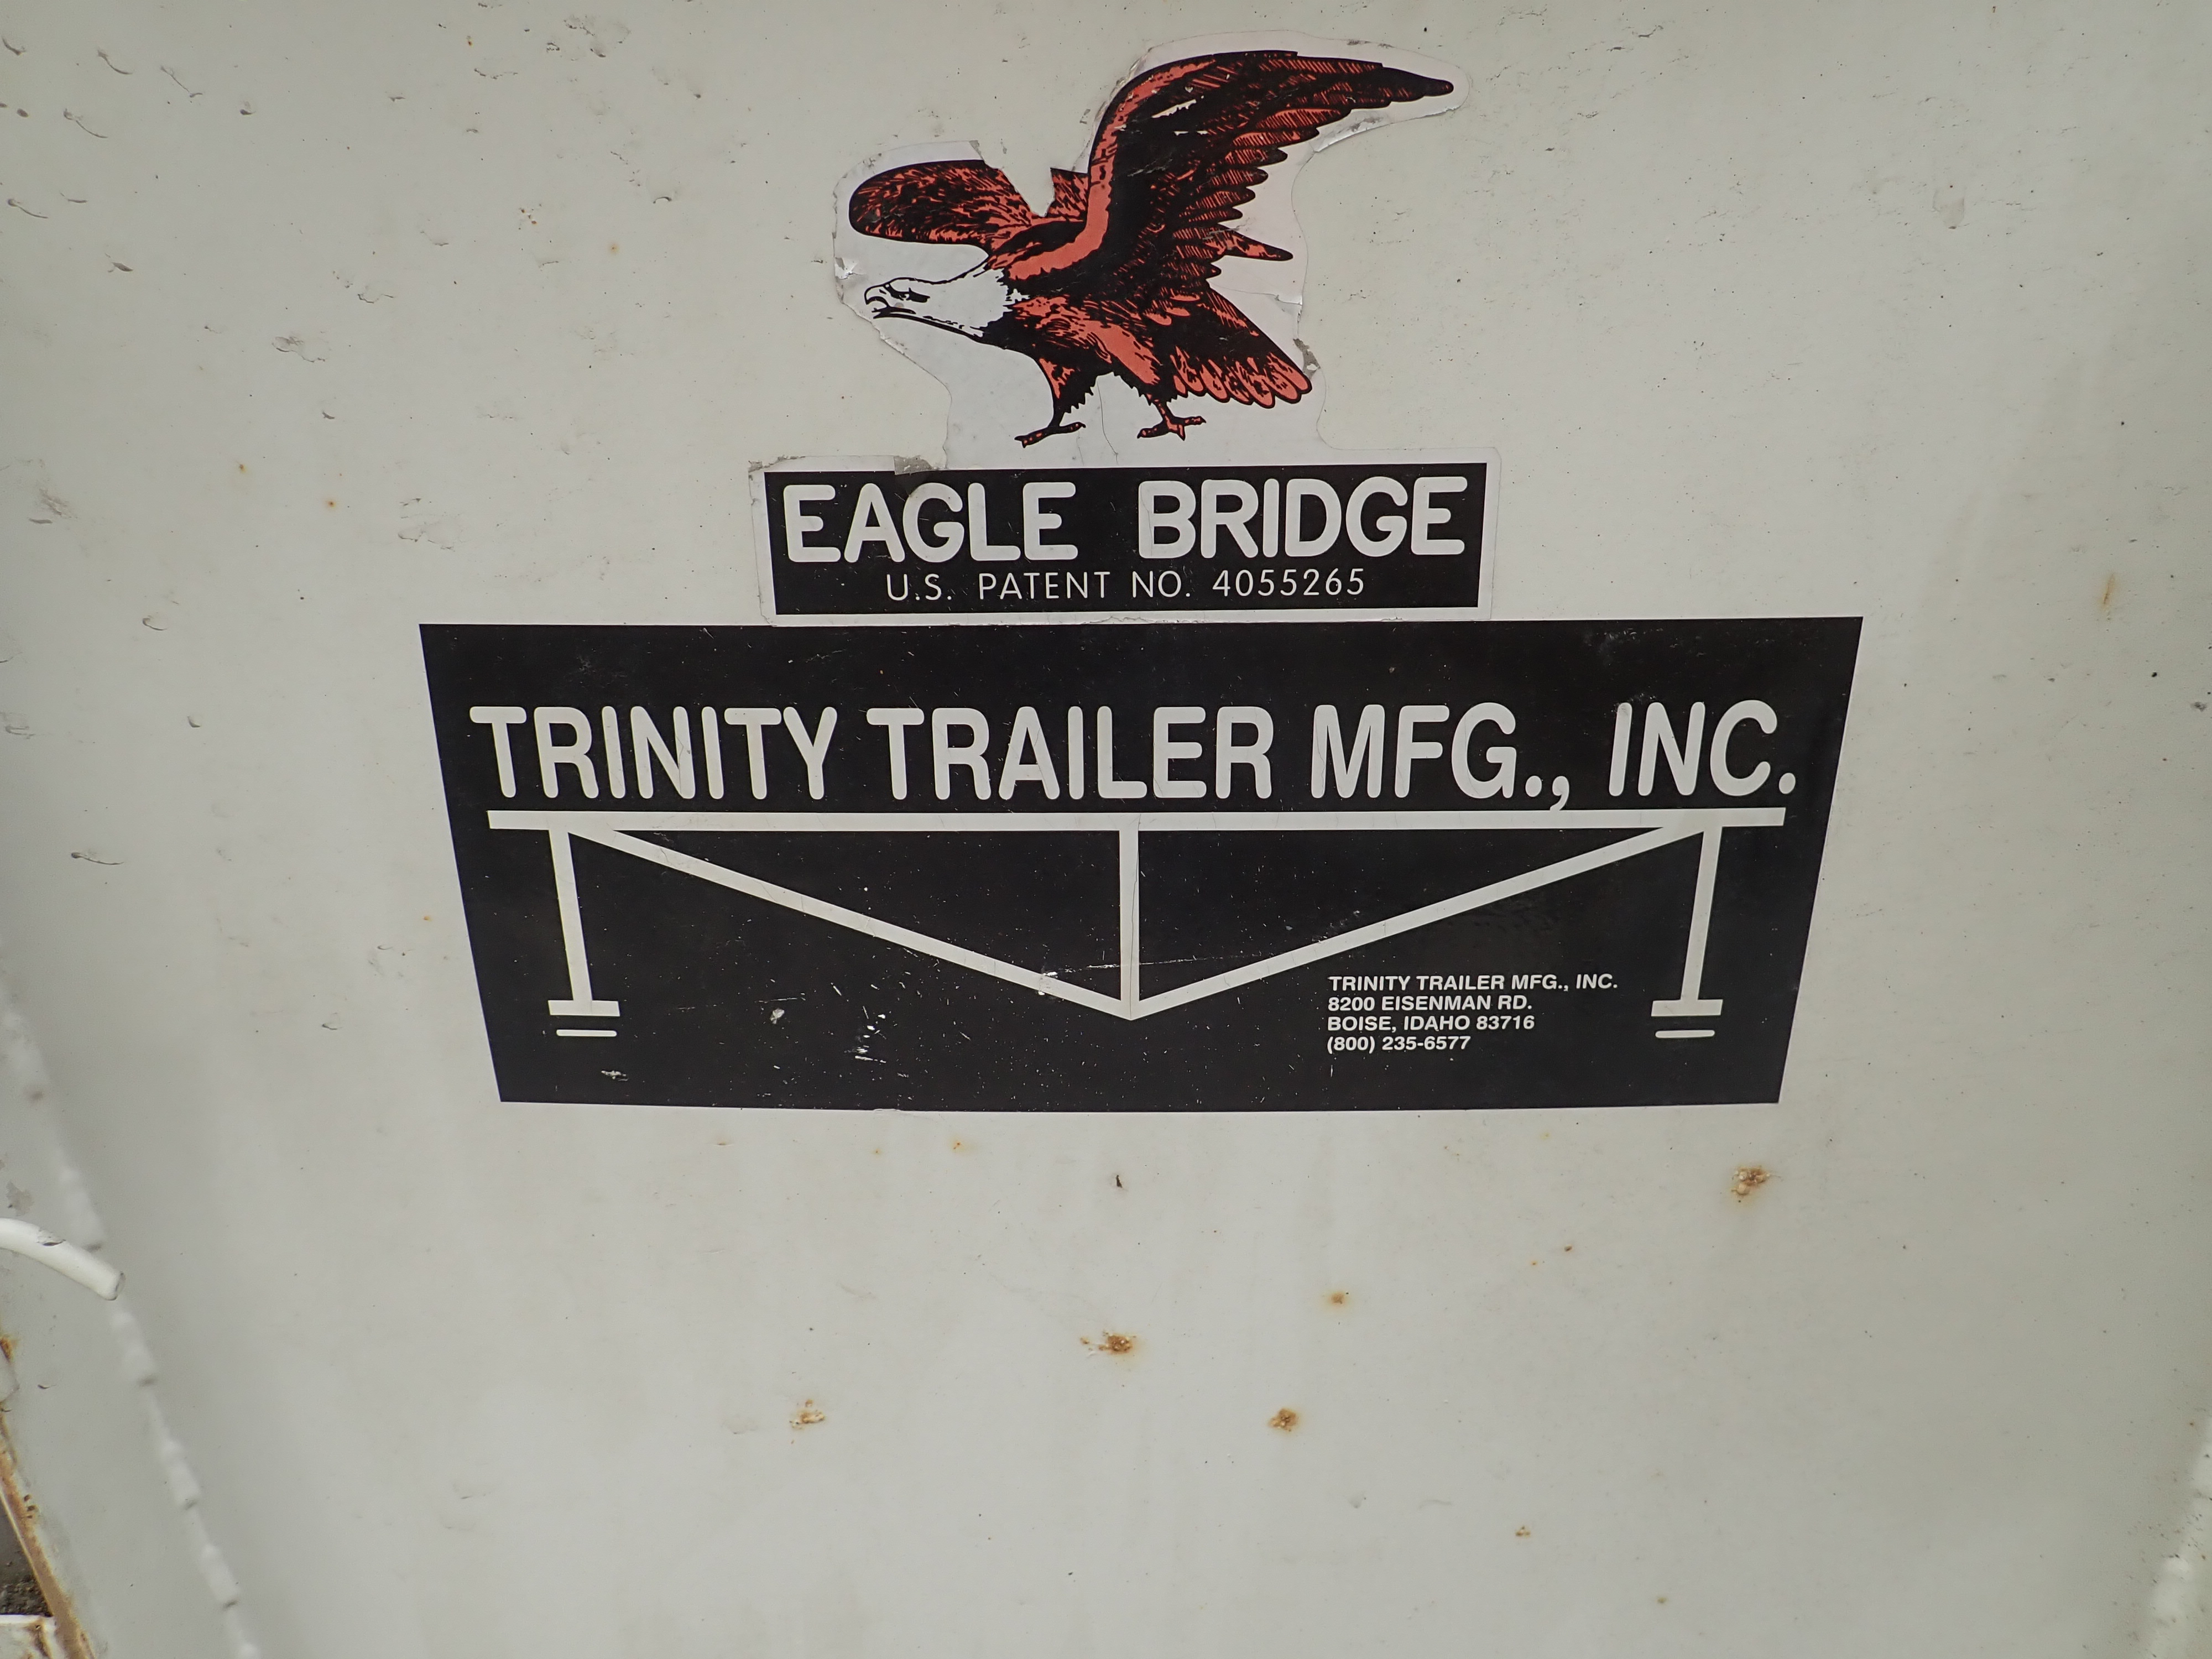 EAGLE BRIDGE
U.S. PATENT NO. 4055265
TRINITY TRAILER MFG., INC.
TRINITY TRAILER MFG., INC.
8200 EISENMAN RD.
BOISE, IDAHO 83716
(800) 235-6577